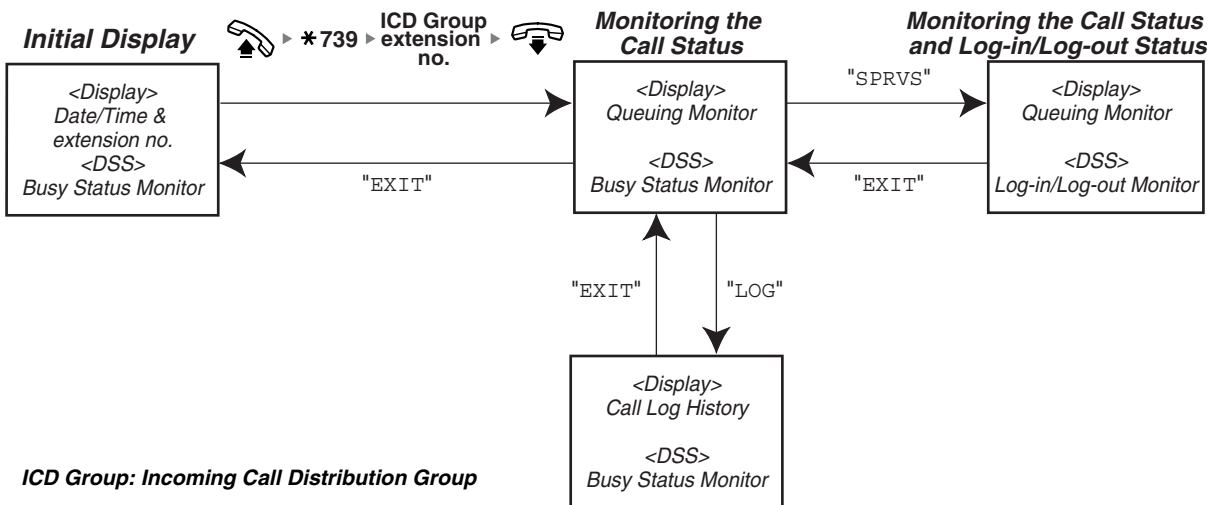 Initial Display
*739
ICD Group
extension
no.
Monitoring the
Call Status
Monitoring the Call Status
and Log-in/Log-out Status
<Display>
Date/Time &
extension no.
<DSS>
Busy Status Monitor
"EXIT"
<Display>
Queuing Monitor
<DSS>
Busy Status Monitor
"SPRVS"
"EXIT"
<Display>
Queuing Monitor
<DSS>
Log-in/Log-out Monitor
"EXIT"
"LOG"
<Display>
Call Log History
<DSS>
Busy Status Monitor
ICD Group: Incoming Call Distribution Group